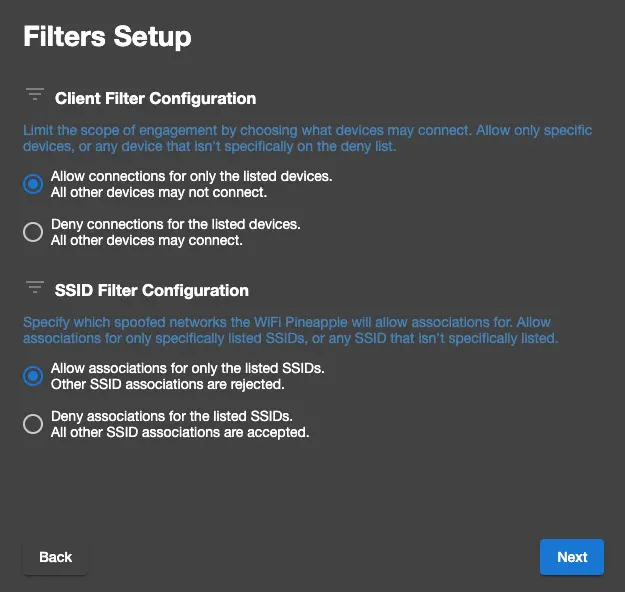 Filters Setup
Client Filter Configuration
Limit the scope of engagement by choosing what devices may connect. Allow only specific
devices, or any device that isn't specifically on the deny list.
Allow connections for only the listed devices.
All other devices may not connect.
Deny connections for the listed devices.
All other devices may connect.
SSID Filter Configuration
Specify which spoofed networks the WiFi Pineapple will allow associations for. Allow
associations for only specifically listed SSIDs, or any SSID that isn't specifically listed.
Allow associations for only the listed SSIDs.
Other SSID associations are rejected.
Deny associations for the listed SSIDs.
All other SSID associations are accepted.
Back
Next